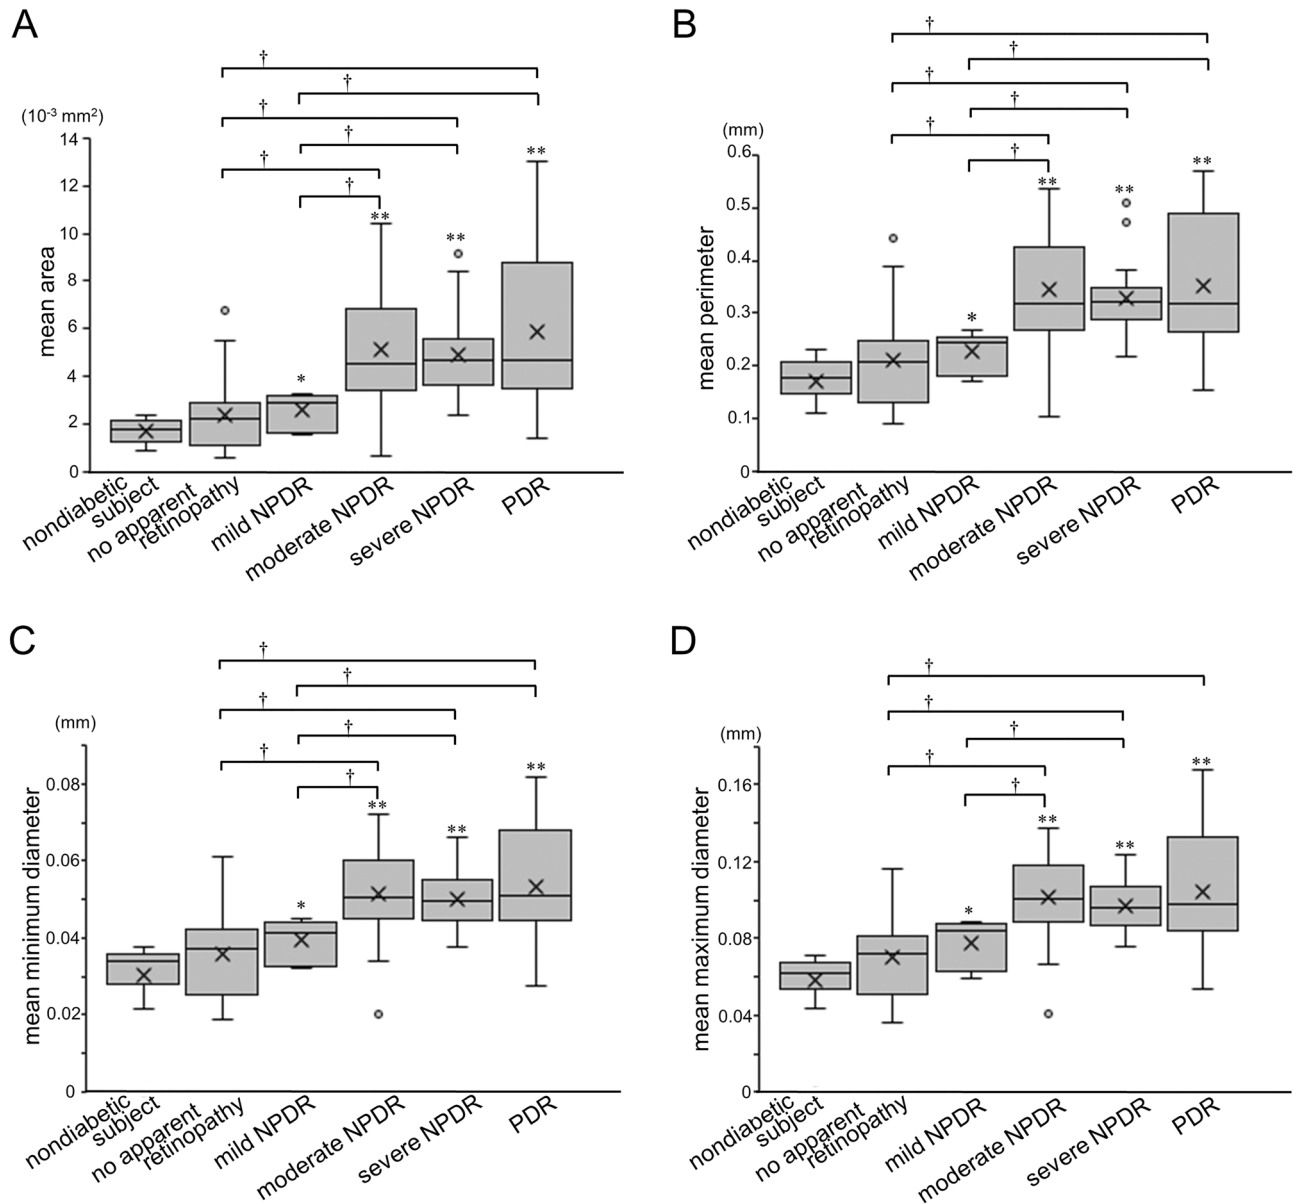 A
†
†
†
†
†
†
(10-3 mm2)
14
12
10
8
6
4
2
0
mean area
*
**
**
**
nondiabetic
subject
no apparent
retinopathy
mild NPDR
moderate NPDR
severe NPDR
PDR
B
†
†
†
†
†
†
(mm)
0.6
0.5
0.4
0.3
0.2
0.1
0
mean perimeter
*
**
**
**
nondiabetic
subject
no apparent
retinopathy
mild NPDR
moderate NPDR
severe NPDR
PDR
C
†
†
†
†
†
†
(mm)
0.08
0.06
0.04
0.02
0
mean minimum diameter
*
**
**
**
nondiabetic
subject
no apparent
retinopathy
mild NPDR
moderate NPDR
severe NPDR
PDR
D
†
†
†
†
†
(mm)
0.16
0.12
0.08
0.04
0
mean maximum diameter
*
**
**
**
nondiabetic
subject
no apparent
retinopathy
mild NPDR
moderate NPDR
severe NPDR
PDR